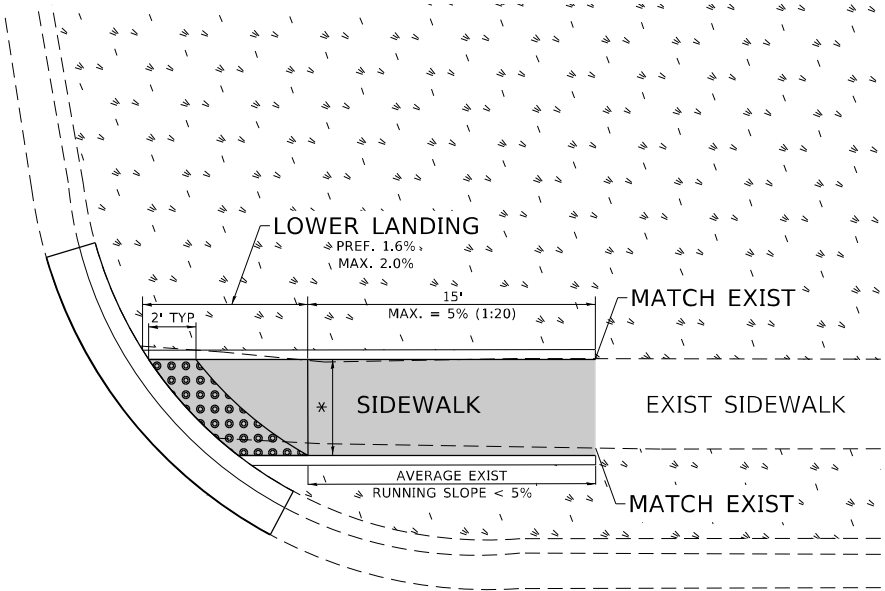 LOWER LANDING
PREF. 1.6%
MAX. 2.0%
15'
MAX. = 5% (1:20)
MATCH EXIST
2' TYP
*
SIDEWALK
EXIST SIDEWALK
AVERAGE EXIST
RUNNING SLOPE < 5%
MATCH EXIST